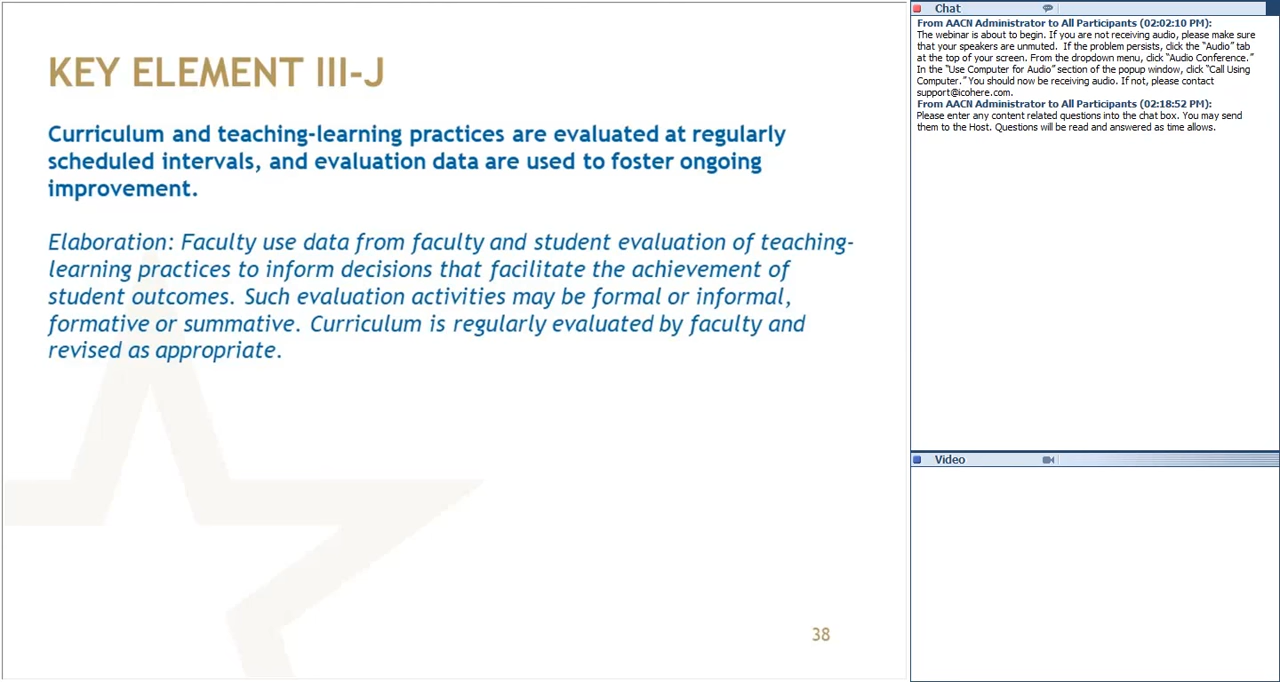 KEY ELEMENT III-J
Curriculum and teaching-learning practices are evaluated at regularly
scheduled intervals, and evaluation data are used to foster ongoing
improvement.
Elaboration: Faculty use data from faculty and student evaluation of teaching-
learning practices to inform decisions that facilitate the achievement of
student outcomes. Such evaluation activities may be formal or informal,
formative or summative. Curriculum is regularly evaluated by faculty and
revised as appropriate.
38
Chat
From AACN Administrator to All Participants (02:02:10 PM):
The webinar is about to begin. If you are not receiving audio, please make sure
that your speakers are unmuted. If the problem persists, click the "Audio" tab
at the top of your screen. From the dropdown menu, click "Audio Conference."
In the "Use Computer for Audio" section of the popup window, click "Call Using
Computer." You should now be receiving audio. If not, please contact
support@icohere.com.
From AACN Administrator to All Participants (02:18:52 PM):
Please enter any content related questions into the chat box. You may send
them to the Host. Questions will be read and answered as time allows.
Video